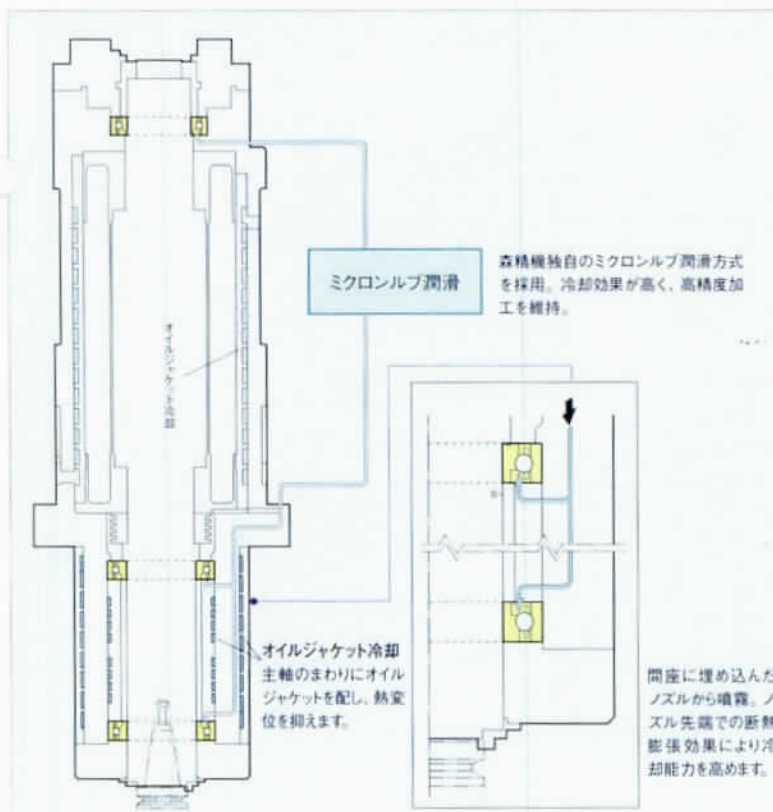 ミクロンルブ潤滑
森精機独自のミクロンルブ潤滑方式
を採用。冷却効果が高く、高精度加
工を維持。
オイルジャケット冷却
オイルジャケット冷却
主軸のまわりにオイル
ジャケットを配し、熱変
位を抑えます。
間座に埋め込んだ
ノズルから噴霧。ノ
ズル先端での断熱
膨張効果により冷
却能力を高めます。